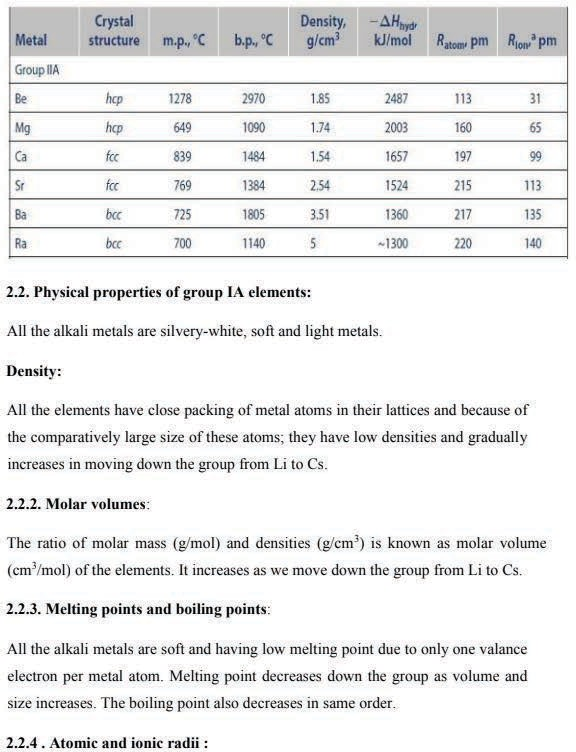 Metal Crystal structure m.p., °C b.p., °C Density, g/cm³ −ΔHhydr kJ/mol Ratom, pm Rion,ᵃ pm
Group IIA
Be hcp 1278 2970 1.85 2487 113 31
Mg hcp 649 1090 1.74 2003 160 65
Ca fcc 839 1484 1.54 1657 197 99
Sr fcc 769 1384 2.54 1524 215 113
Ba bcc 725 1805 3.51 1360 217 135
Ra bcc 700 1140 5 ~1300 220 140
2.2. Physical properties of group IA elements:
All the alkali metals are silvery-white, soft and light metals.
Density:
All the elements have close packing of metal atoms in their lattices and because of
the comparatively large size of these atoms; they have low densities and gradually
increases in moving down the group from Li to Cs.
2.2.2. Molar volumes:
The ratio of molar mass (g/mol) and densities (g/cm³) is known as molar volume
(cm³/mol) of the elements. It increases as we move down the group from Li to Cs.
2.2.3. Melting points and boiling points:
All the alkali metals are soft and having low melting point due to only one valance
electron per metal atom. Melting point decreases down the group as volume and
size increases. The boiling point also decreases in same order.
2.2.4 . Atomic and ionic radii :